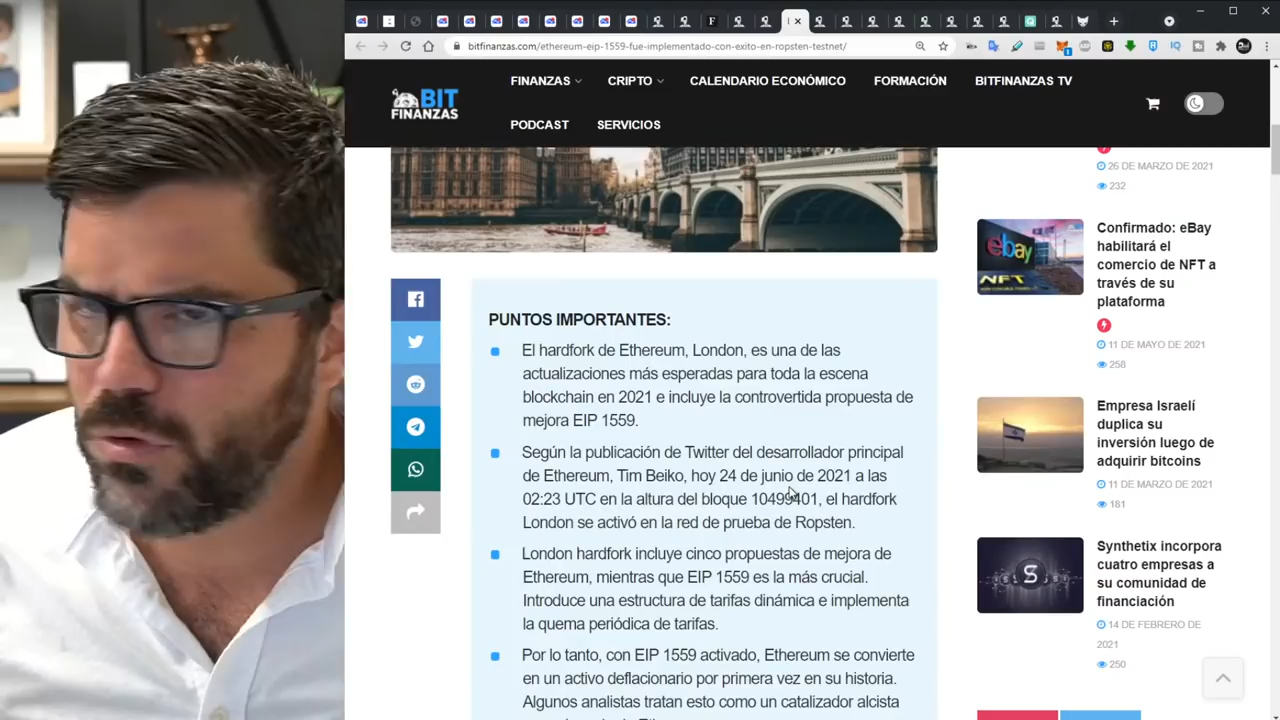 bitfinanzas.com/ethereum-eip-1559-fue-implementado-con-exito-en-ropsten-testnet/
BIT
FINANZAS
FINANZAS
CRIPTO
CALENDARIO ECONÓMICO
FORMACIÓN
BITFINANZAS TV
PODCAST
SERVICIOS
PUNTOS IMPORTANTES:
El hardfork de Ethereum, London, es una de las
actualizaciones más esperadas para toda la escena
blockchain en 2021 e incluye la controvertida propuesta de
mejora EIP 1559.
Según la publicación de Twitter del desarrollador principal
de Ethereum, Tim Beiko, hoy 24 de junio de 2021 a las
02:23 UTC en la altura del bloque 10499401, el hardfork
London se activó en la red de prueba de Ropsten.
London hardfork incluye cinco propuestas de mejora de
Ethereum, mientras que EIP 1559 es la más crucial.
Introduce una estructura de tarifas dinámica e implementa
la quema periódica de tarifas.
Por lo tanto, con EIP 1559 activado, Ethereum se convierte
en un activo deflacionario por primera vez en su historia.
Algunos analistas tratan esto como un catalizador alcista
26 DE MARZO DE 2021
232
ebay
NFT
Confirmado: eBay
habilitará el
comercio de NFT a
través de su
plataforma
11 DE MAYO DE 2021
258
Empresa Israelí
duplica su
inversión luego de
adquirir bitcoins
11 DE MARZO DE 2021
181
Synthetix incorpora
cuatro empresas a
su comunidad de
financiación
14 DE FEBRERO DE
2021
250